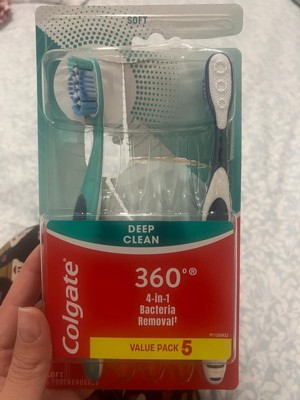 SOFT
DEEP
CLEAN
Colgate
360°®
4-in-1
Bacteria
Removal†
VALUE PACK 5